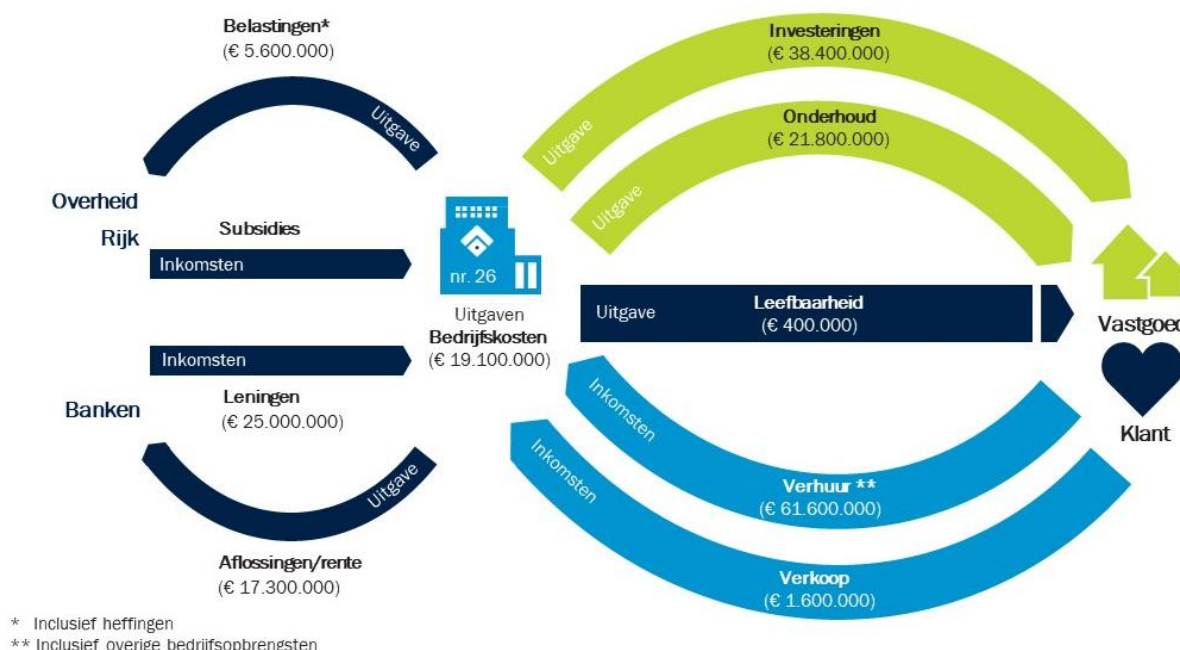 Belastingen*
(€ 5.600.000)
Uitgave
Overheid
Rijk
Subsidies
Inkomsten
Inkomsten
Leningen
(€ 25.000.000)
Banken
Uitgave
Aflossingen/rente
(€ 17.300.000)
nr. 26
Uitgaven
Bedrijfskosten
(€ 19.100.000)
Investeringen
(€ 38.400.000)
Uitgave
Onderhoud
(€ 21.800.000)
Uitgave
Uitgave
Leefbaarheid
(€ 400.000)
Vastgoed
Klant
Inkomsten
Verhuur **
(€ 61.600.000)
Inkomsten
Verkoop
(€ 1.600.000)
* Inclusief heffingen
** Inclusief overige bedrijfsopbrengsten